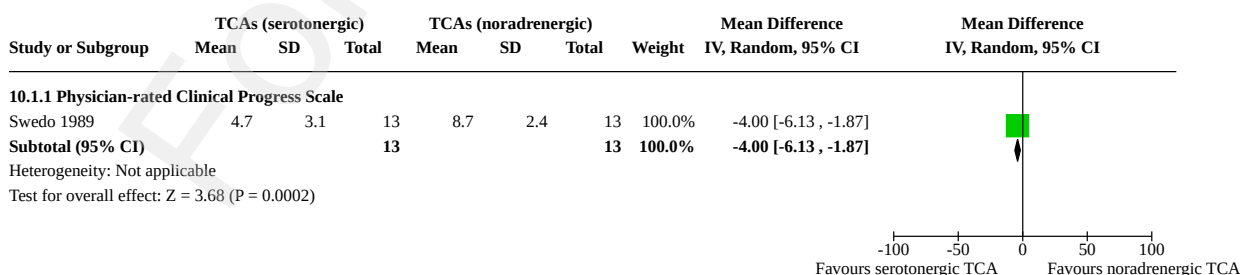 TCAs (serotonergic) TCAs (noradrenergic) Mean Difference Mean Difference
Study or Subgroup Mean SD Total Mean SD Total Weight IV, Random, 95% CI IV, Random, 95% CI
10.1.1 Physician-rated Clinical Progress Scale
Swedo 1989 4.7 3.1 13 8.7 2.4 13 100.0% -4.00 [-6.13 , -1.87]
Subtotal (95% CI) 13 13 100.0% -4.00 [-6.13 , -1.87]
Heterogeneity: Not applicable
Test for overall effect: Z = 3.68 (P = 0.0002)
-100 -50 0 50 100
Favours serotonergic TCA Favours noradrenergic TCA